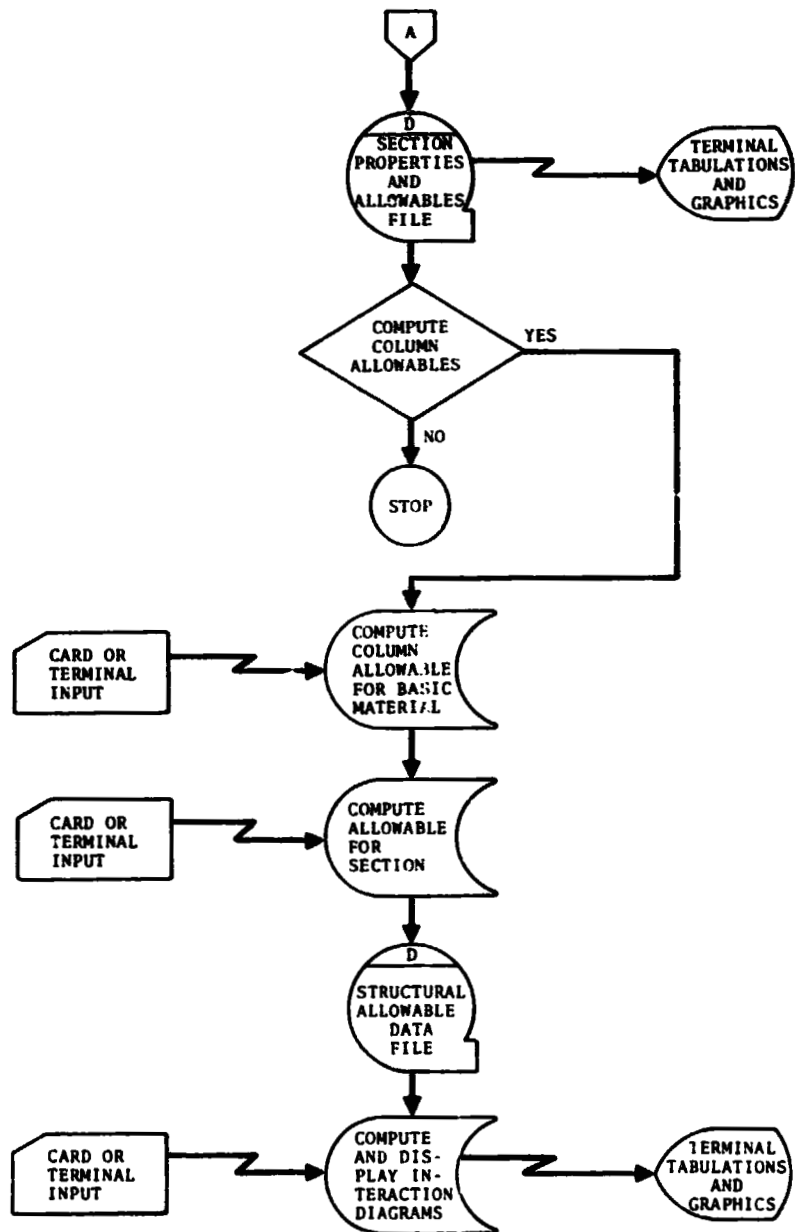 A
D
SECTION
PROPERTIES
AND
ALLOWABLES
FILE
TERMINAL
TABULATIONS
AND
GRAPHICS
COMPUTE
COLUMN
ALLOWABLES
YES
NO
STOP
CARD OR
TERMINAL
INPUT
COMPUTE
COLUMN
ALLOWABLE
FOR BASIC
MATERIAL
CARD OR
TERMINAL
INPUT
COMPUTE
ALLOWABLE
FOR
SECTION
D
STRUCTURAL
ALLOWABLE
DATA
FILE
CARD OR
TERMINAL
INPUT
COMPUTE
AND DIS-
PLAY IN-
TERACTION
DIAGRAMS
TERMINAL
TABULATIONS
AND
GRAPHICS